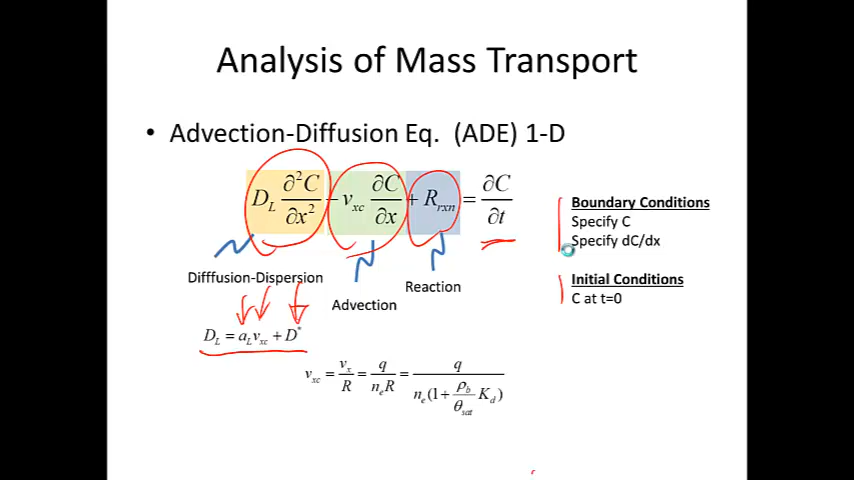 Analysis of Mass Transport
• Advection-Diffusion Eq. (ADE) 1-D
D_L ∂²C/∂x² − v_xc ∂C/∂x + R_rxn = ∂C/∂t
Boundary Conditions
Specify C
Specify dC/dx
Difffusion-Dispersion
Advection
Reaction
Initial Conditions
C at t=0
D_L = a_L v_xc + D*
v_xc = v_x/R = q/(n_e R) = q/(n_e(1 + (ρ_b/θ_sat) K_d))